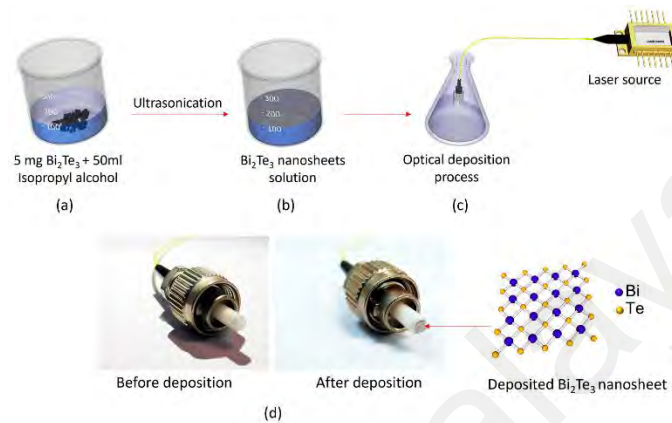 Laser source
Ultrasonication
300
200
100
5 mg Bi₂Te₃ + 50ml
Isopropyl alcohol
Bi₂Te₃ nanosheets
solution
Optical deposition
process
(a)
(b)
(c)
Bi
Te
Before deposition
After deposition
Deposited Bi₂Te₃ nanosheet
(d)